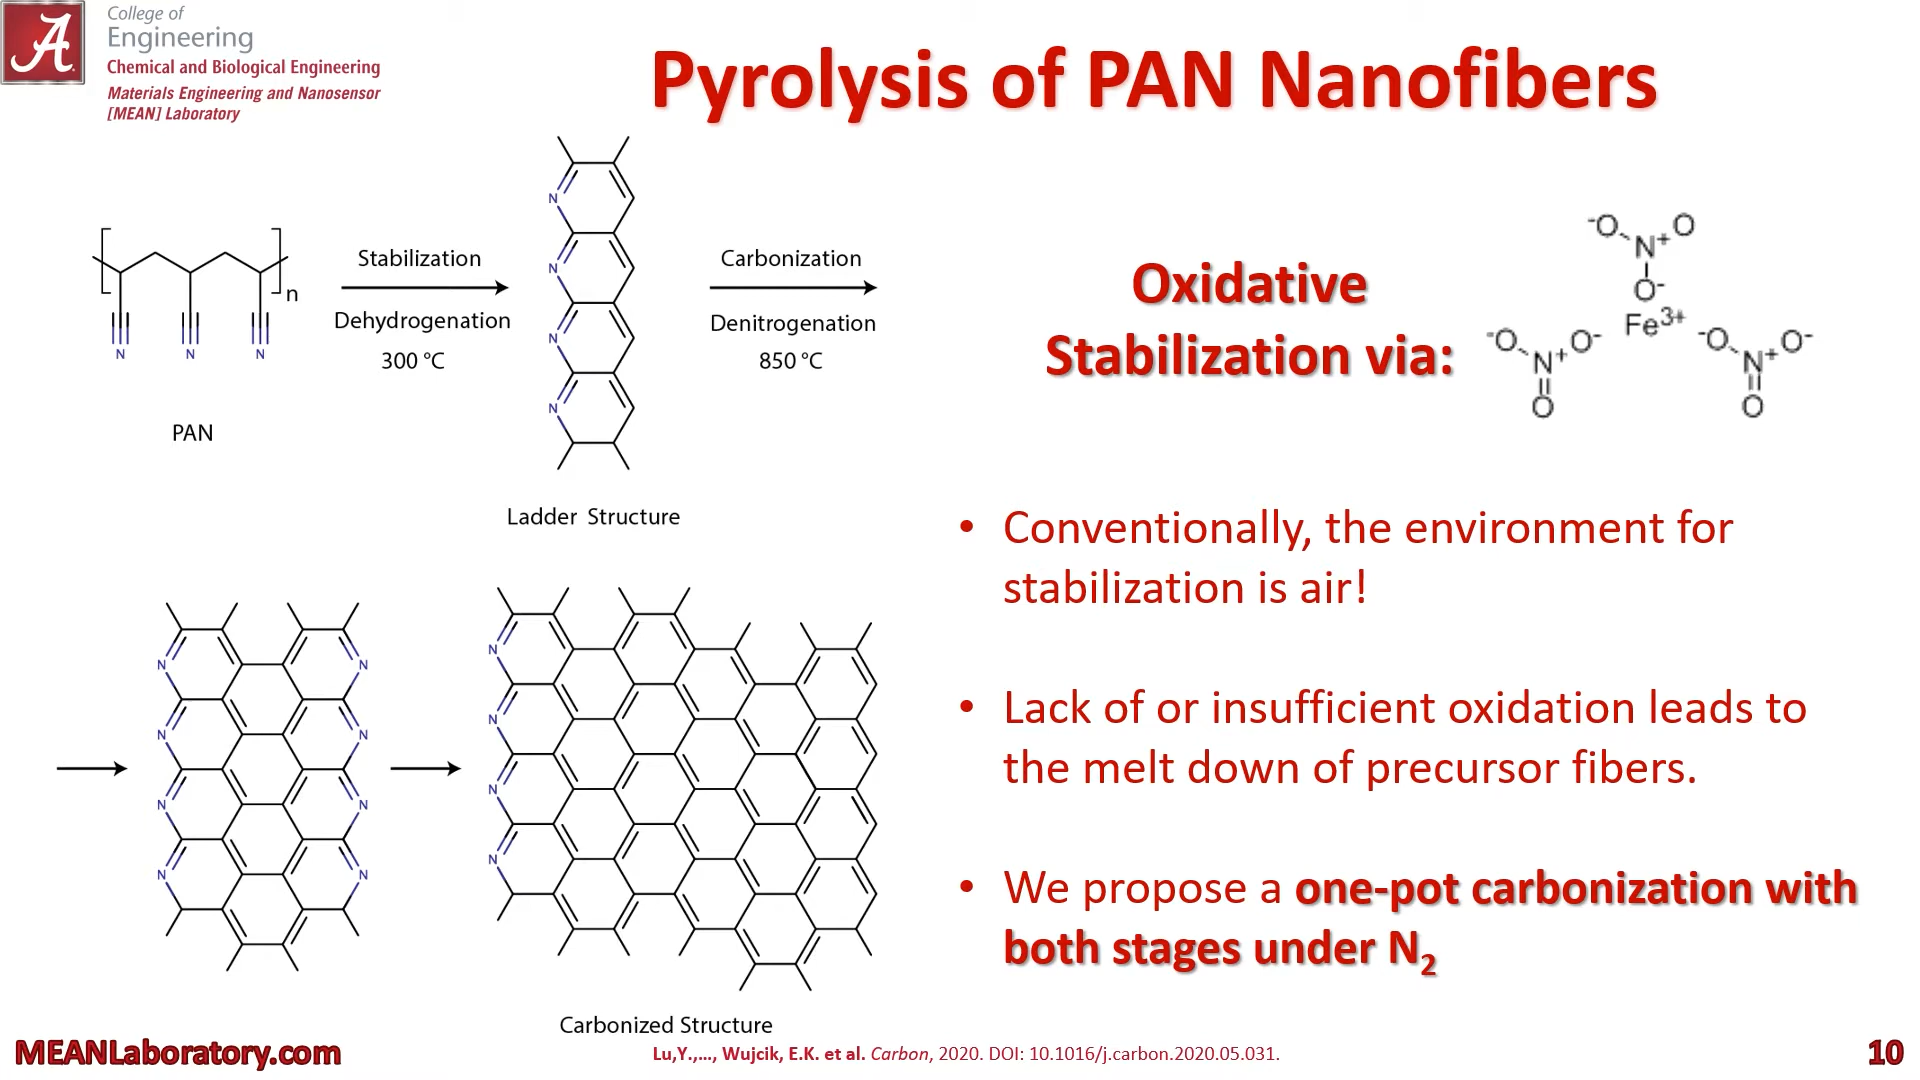 College of
Engineering
Chemical and Biological Engineering
Materials Engineering and Nanosensor
[MEAN] Laboratory
Pyrolysis of PAN Nanofibers
n
N N N
PAN
Stabilization
Dehydrogenation
300 °C
N
N
N
N
Ladder Structure
Carbonization
Denitrogenation
850 °C
Oxidative
Stabilization via:
-O O
N+
O-
Fe3+
-O O- -O O-
N+ N+
O O
N N
N N
N N
N N
N
N
N
N
Carbonized Structure
• Conventionally, the environment for
stabilization is air!
• Lack of or insufficient oxidation leads to
the melt down of precursor fibers.
• We propose a one-pot carbonization with
both stages under N2
MEANLaboratory.com
Lu,Y.,..., Wujcik, E.K. et al. Carbon, 2020. DOI: 10.1016/j.carbon.2020.05.031.
10